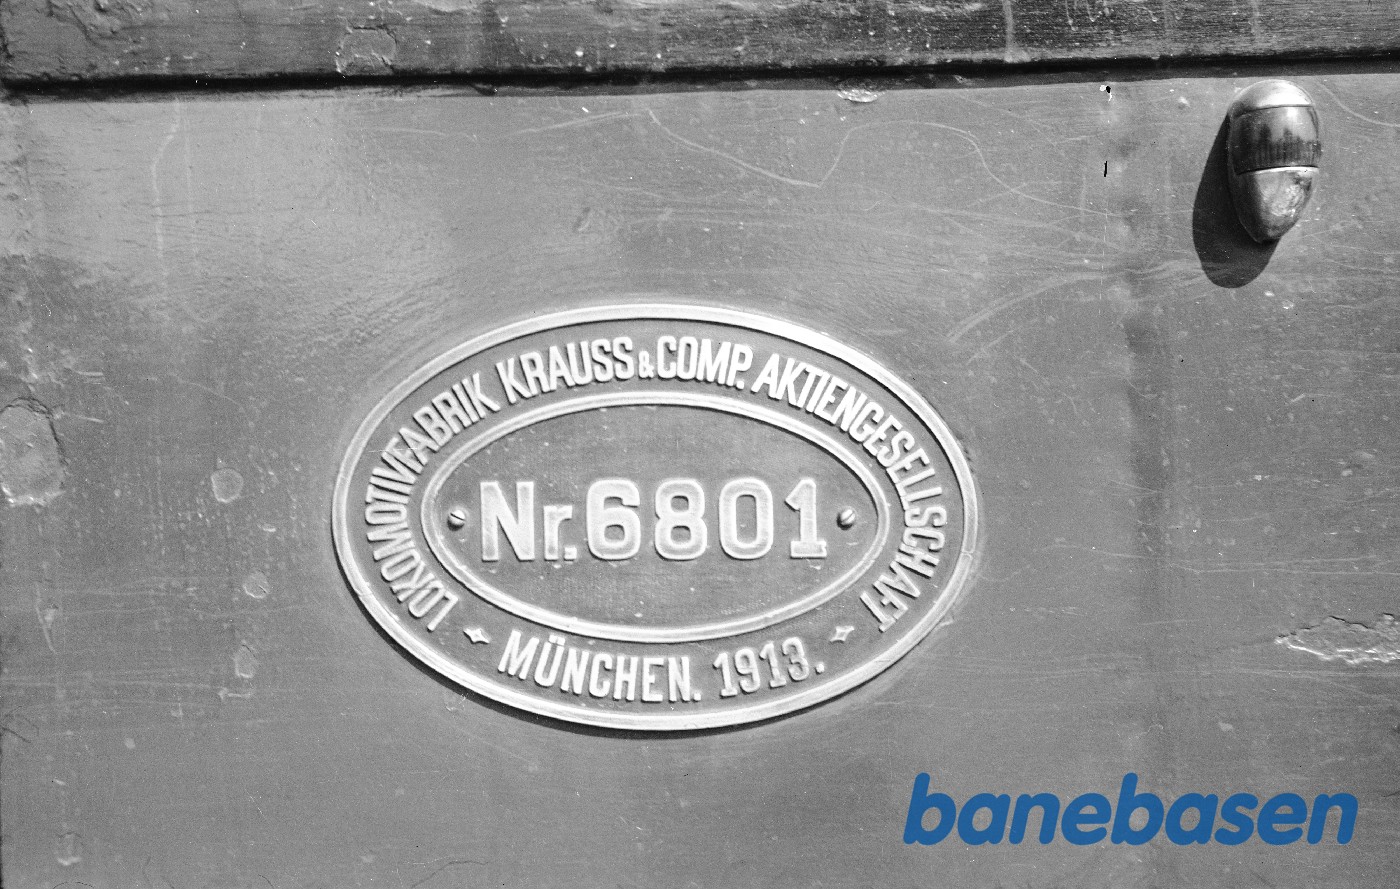 LOKOMOTIVFABRIK KRAUSS & COMP. AKTIENGESELLSCHAFT
Nr. 6801
MÜNCHEN. 1913.
banebasen